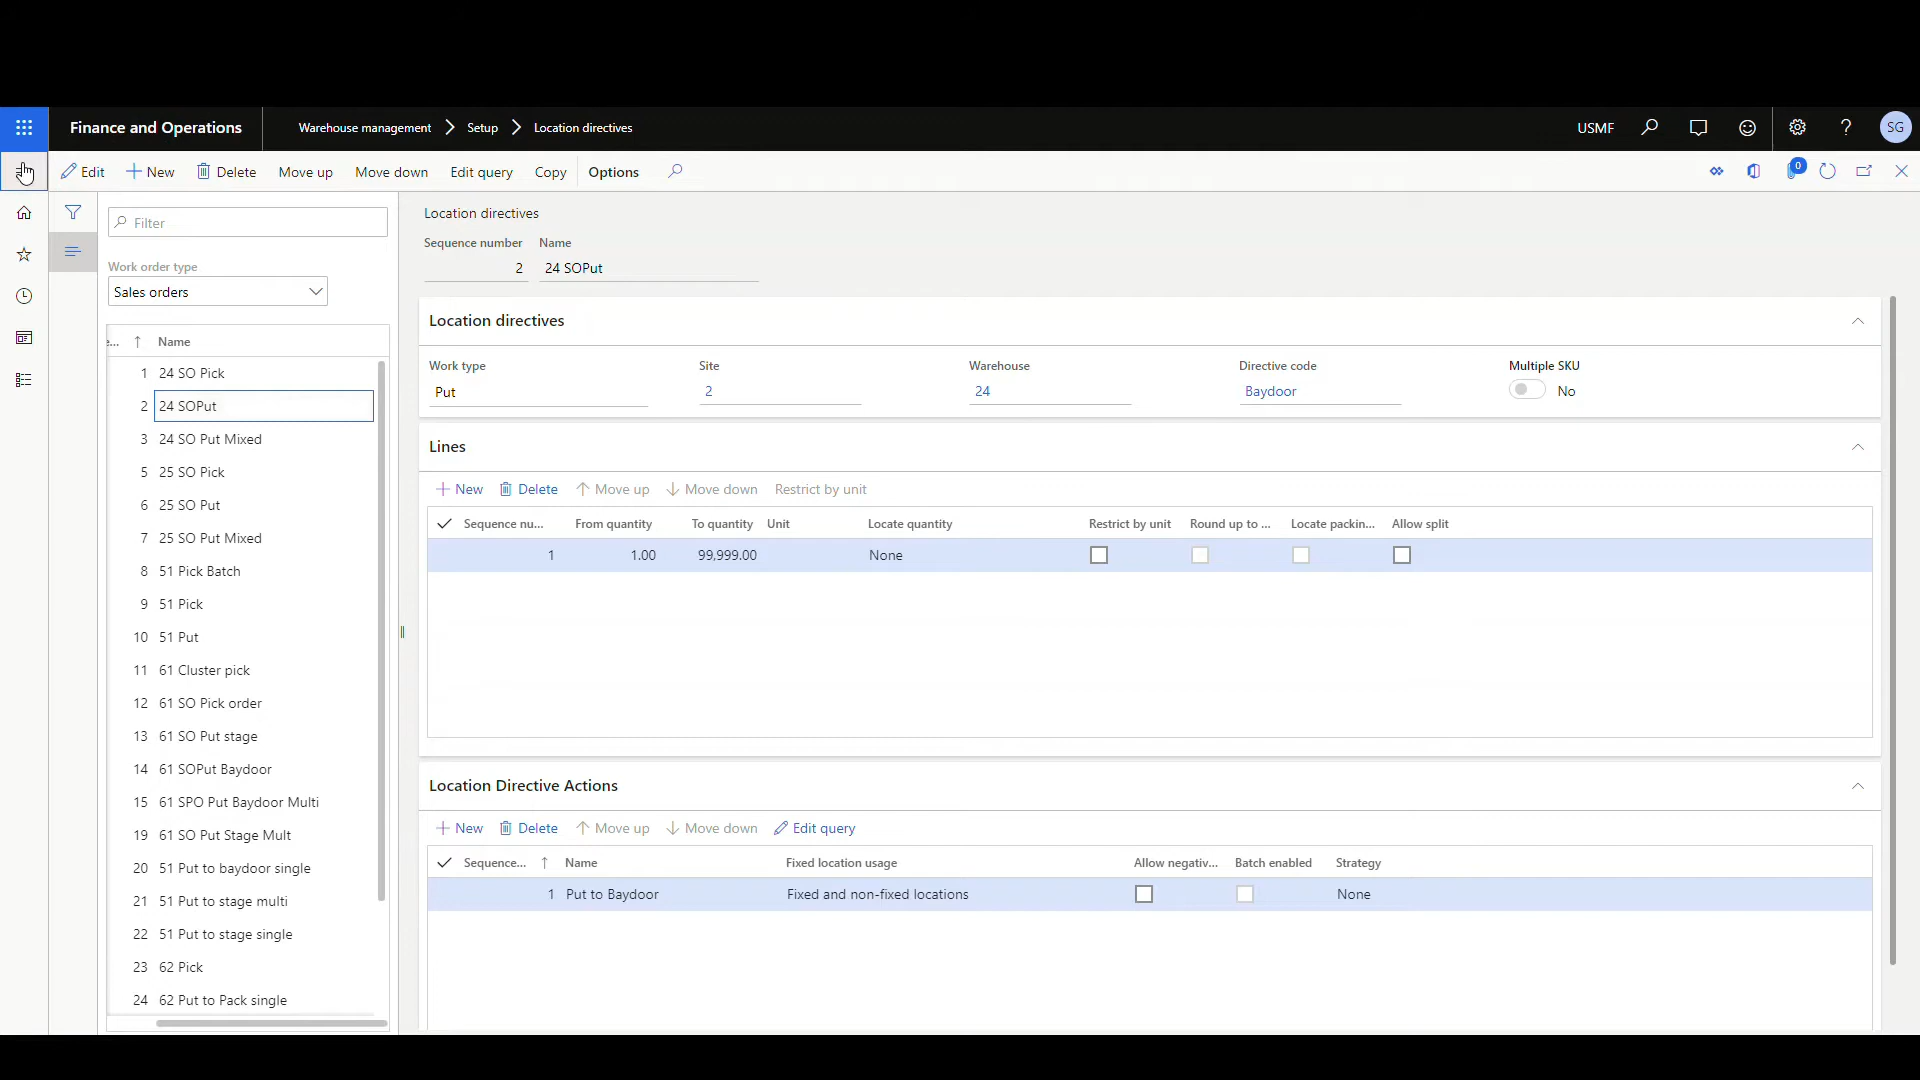 Finance and Operations
Warehouse management
Setup
Location directives
USMF
SG
Edit
New
Delete
Move up
Move down
Edit query
Copy
Options
0
Filter
Work order type
Sales orders
e... Name
1 24 SO Pick
2 24 SOPut
3 24 SO Put Mixed
5 25 SO Pick
6 25 SO Put
7 25 SO Put Mixed
8 51 Pick Batch
9 51 Pick
10 51 Put
11 61 Cluster pick
12 61 SO Pick order
13 61 SO Put stage
14 61 SOPut Baydoor
15 61 SPO Put Baydoor Multi
19 61 SO Put Stage Mult
20 51 Put to baydoor single
21 51 Put to stage multi
22 51 Put to stage single
23 62 Pick
24 62 Put to Pack single
Location directives
Sequence number Name
2 24 SOPut
Location directives
Work type Site Warehouse Directive code Multiple SKU
Put 2 24 Baydoor No
Lines
New Delete Move up Move down Restrict by unit
Sequence nu... From quantity To quantity Unit Locate quantity Restrict by unit Round up to ... Locate packin... Allow split
1 1.00 99,999.00 None
Location Directive Actions
New Delete Move up Move down Edit query
Sequence... Name Fixed location usage Allow negativ... Batch enabled Strategy
1 Put to Baydoor Fixed and non-fixed locations None